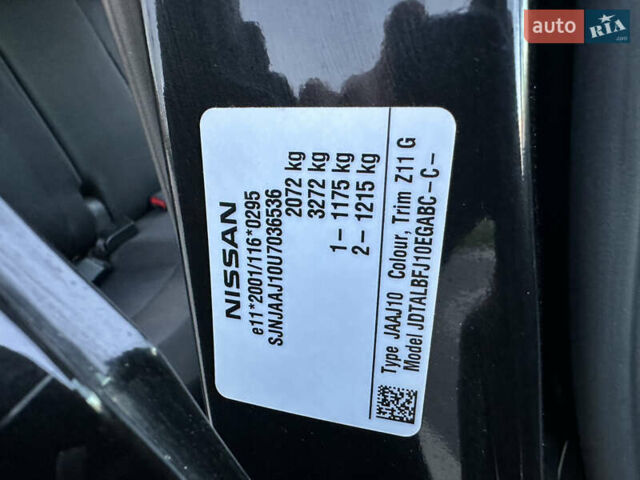 NISSAN
e11*2001/116*0295
SJNJAAJ10U7036536
2072 kg
3272 kg
1- 1175 kg
2- 1215 kg
Type JAAJ10 Colour, Trim Z11 G
Model JDTALBFJ10EGABC-C-
auto RIA .com